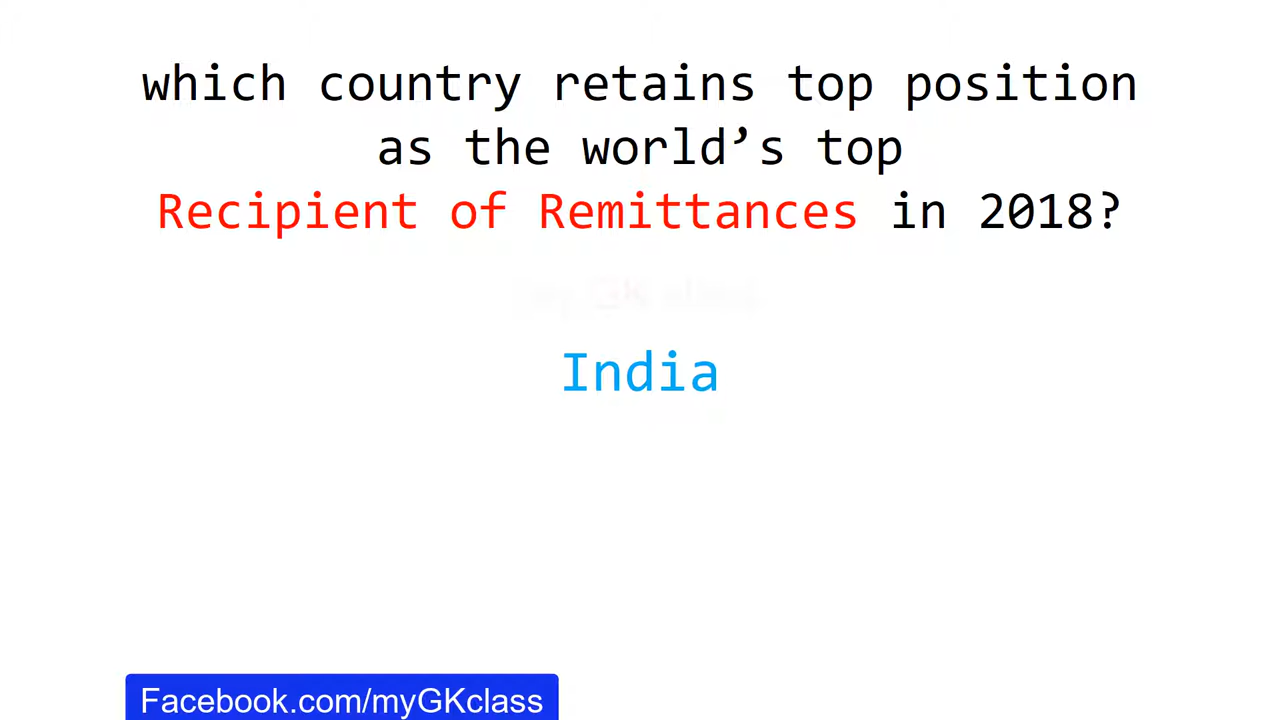 which country retains top position
as the world’s top
Recipient of Remittances in 2018?
India
Facebook.com/myGKclass